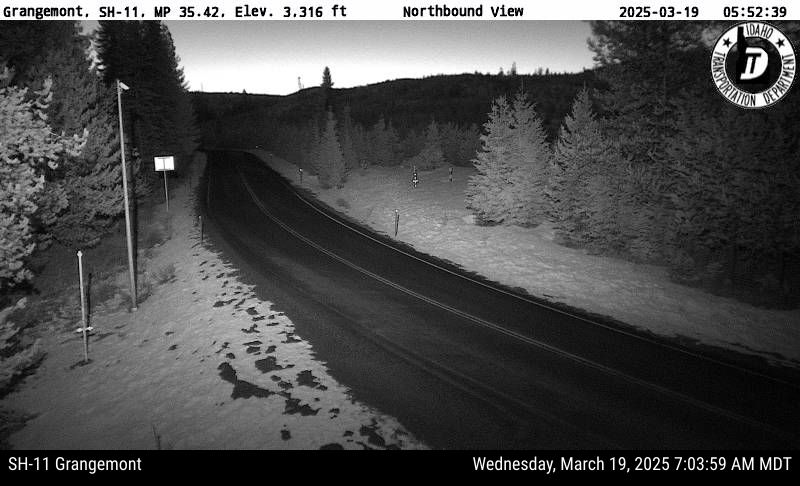 Grangemont, SH-11, MP 35.42, Elev. 3,316 ft Northbound View 2025-03-19 05:52:39
IDAHO
TRANSPORTATION DEPARTMENT
SH-11 Grangemont Wednesday, March 19, 2025 7:03:59 AM MDT